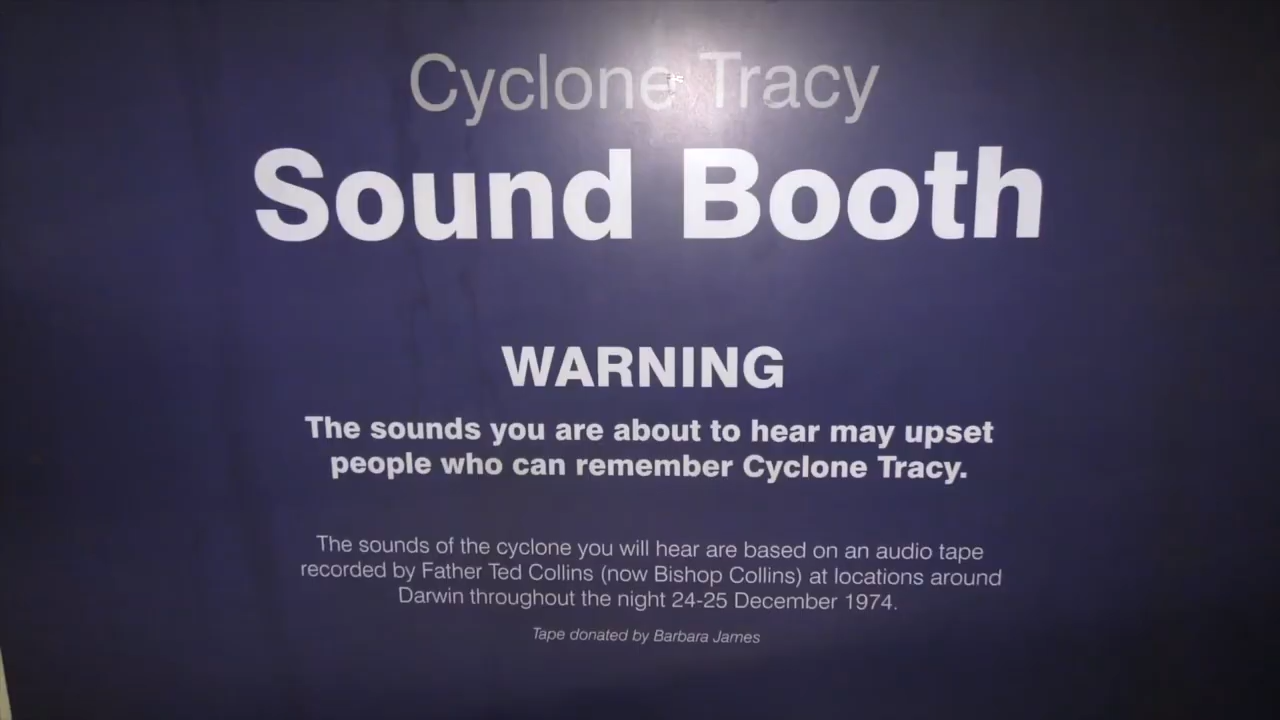 Cyclone Tracy
Sound Booth
WARNING
The sounds you are about to hear may upset
people who can remember Cyclone Tracy.
The sounds of the cyclone you will hear are based on an audio tape
recorded by Father Ted Collins (now Bishop Collins) at locations around
Darwin throughout the night 24-25 December 1974.
Tape donated by Barbara James